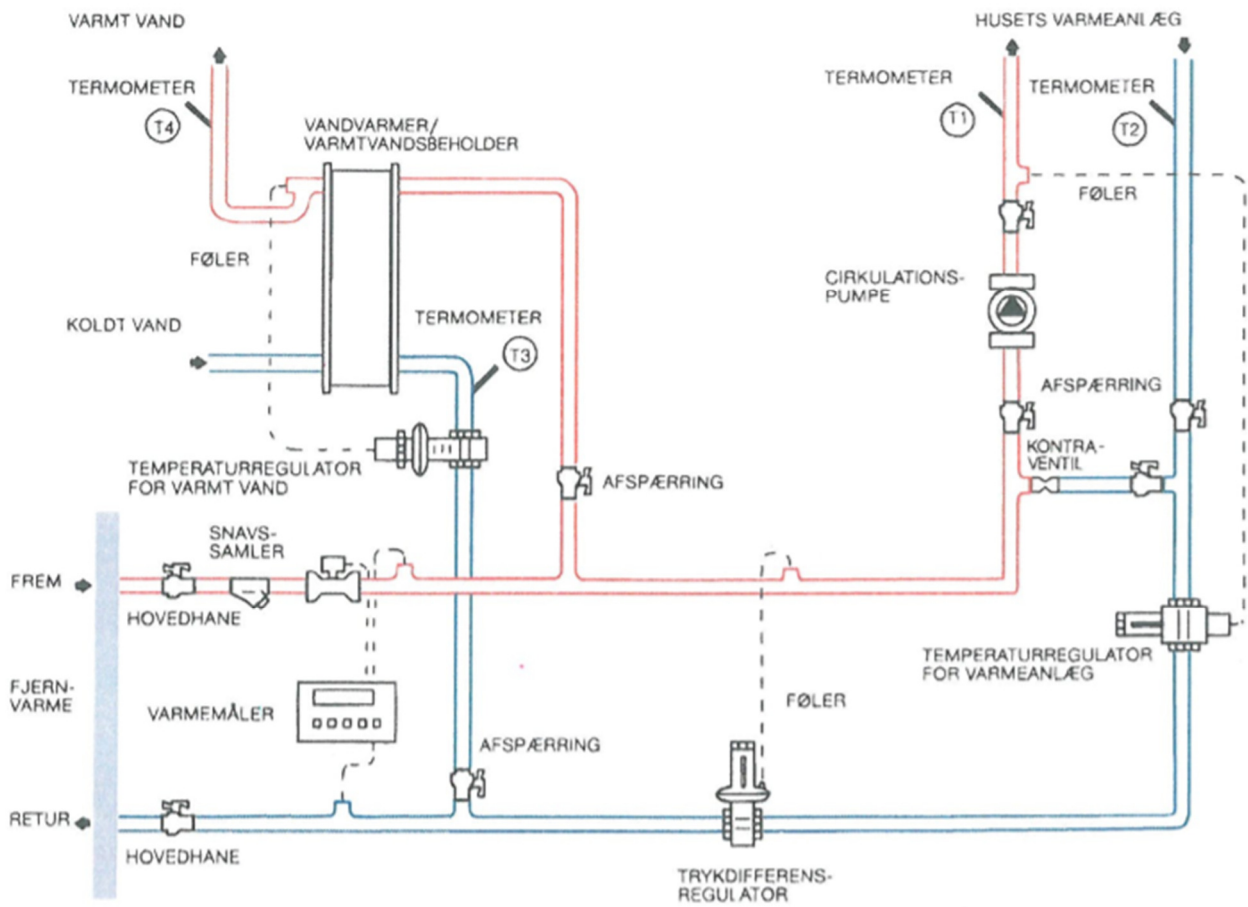 VARMT VAND
HUSETS VARMEANLÆG
TERMOMETER
T4
VANDVARMER/
VARMTVANDSBEHOLDER
TERMOMETER
T1
TERMOMETER
T2
FØLER
FØLER
CIRKULATIONS-
PUMPE
KOLDT VAND
TERMOMETER
T3
AFSPÆRRING
KONTRA-
VENTIL
TEMPERATURREGULATOR
FOR VARMT VAND
AFSPÆRRING
SNAVS-
SAMLER
FREM
HOVEDHANE
TEMPERATURREGULATOR
FOR VARMEANLÆG
FJERN-
VARME
VARMEMÅLER
FØLER
AFSPÆRRING
RETUR
HOVEDHANE
TRYKDIFFERENS-
REGULATOR